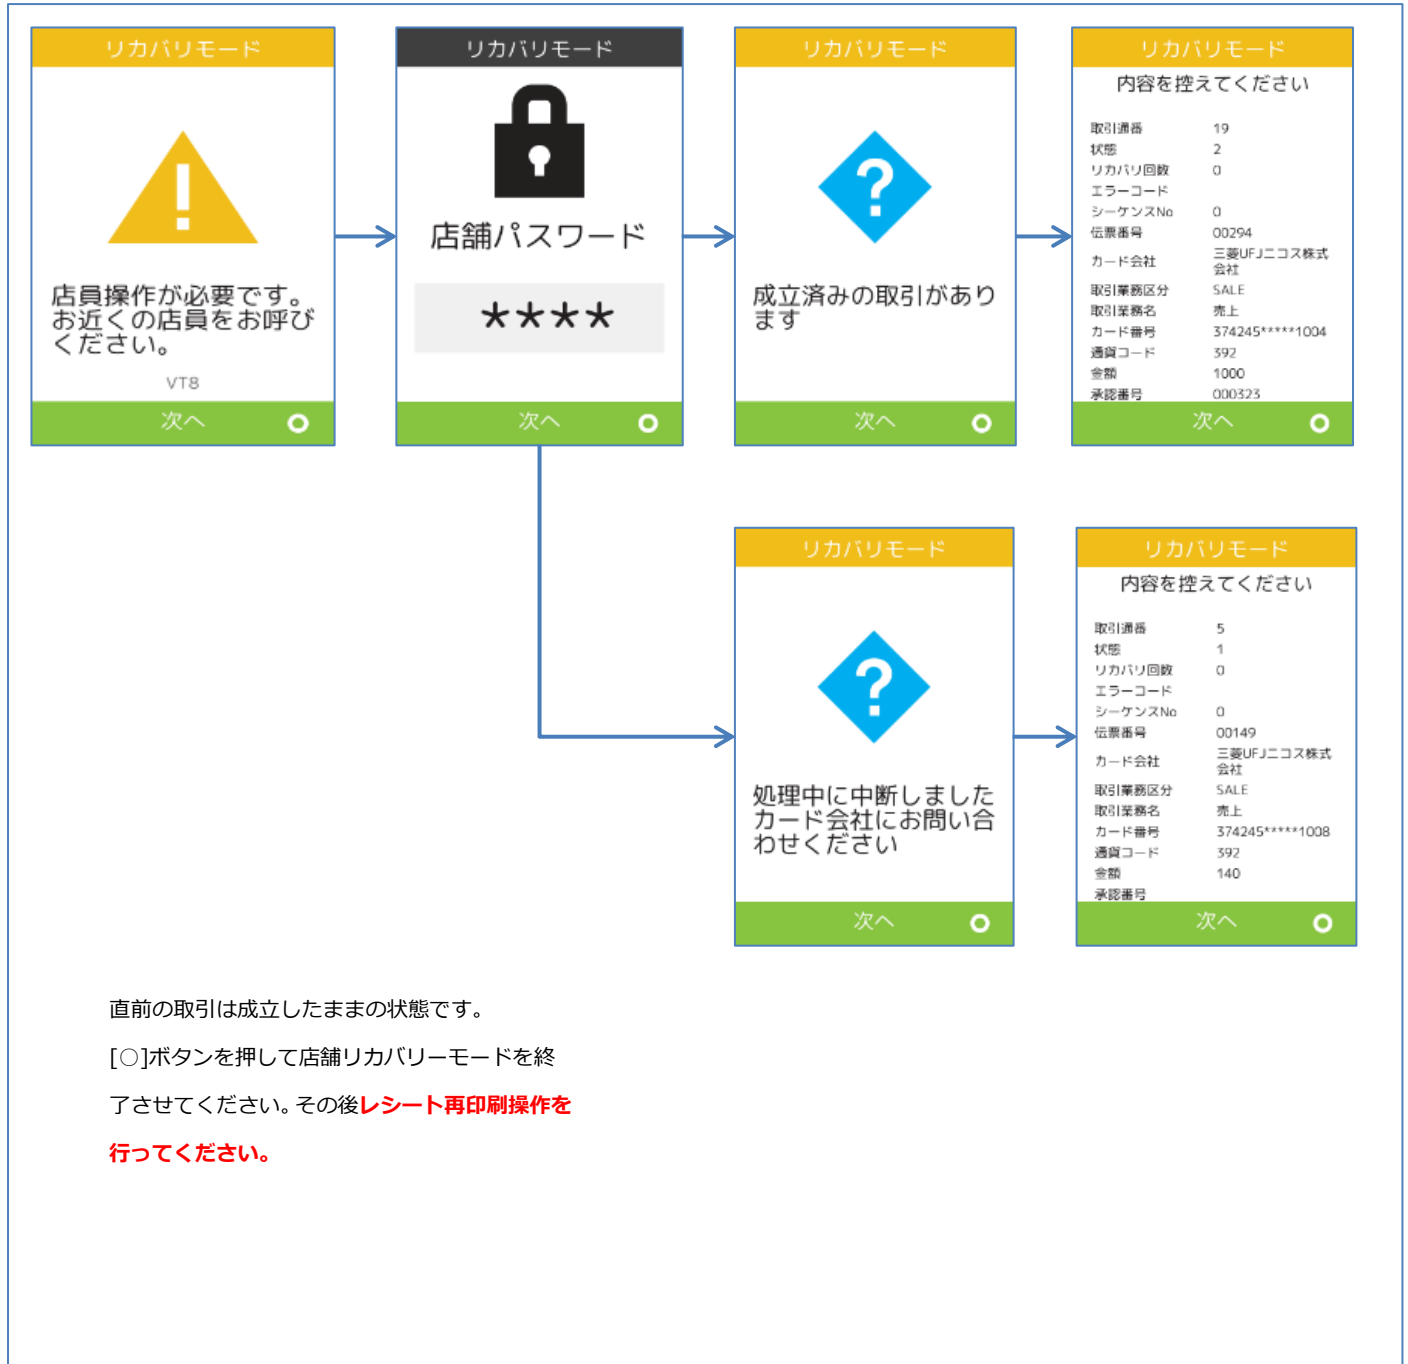 リカバリモード
店員操作が必要です。
お近くの店員をお呼び
ください。
VT8
次へ
リカバリモード
店舗パスワード
****
次へ
リカバリモード
成立済みの取引があり
ます
次へ
リカバリモード
内容を控えてください
取引通番 19
状態 2
リカバリ回数 0
エラーコード
シーケンスNo 0
伝票番号 00294
カード会社 三菱UFJニコス株式
会社
取引業務区分 SALE
取引業務名 売上
カード番号 374245*****1004
通貨コード 392
金額 1000
承認番号 000323
次へ
リカバリモード
処理中に中断しました
カード会社にお問い合
わせください
次へ
リカバリモード
内容を控えてください
取引通番 5
状態 1
リカバリ回数 0
エラーコード
シーケンスNo 0
伝票番号 00149
カード会社 三菱UFJニコス株式
会社
取引業務区分 SALE
取引業務名 売上
カード番号 374245*****1008
通貨コード 392
金額 140
承認番号
次へ
直前の取引は成立したままの状態です。
[○]ボタンを押して店舗リカバリーモードを終
了させてください。その後レシート再印刷操作を
行ってください。